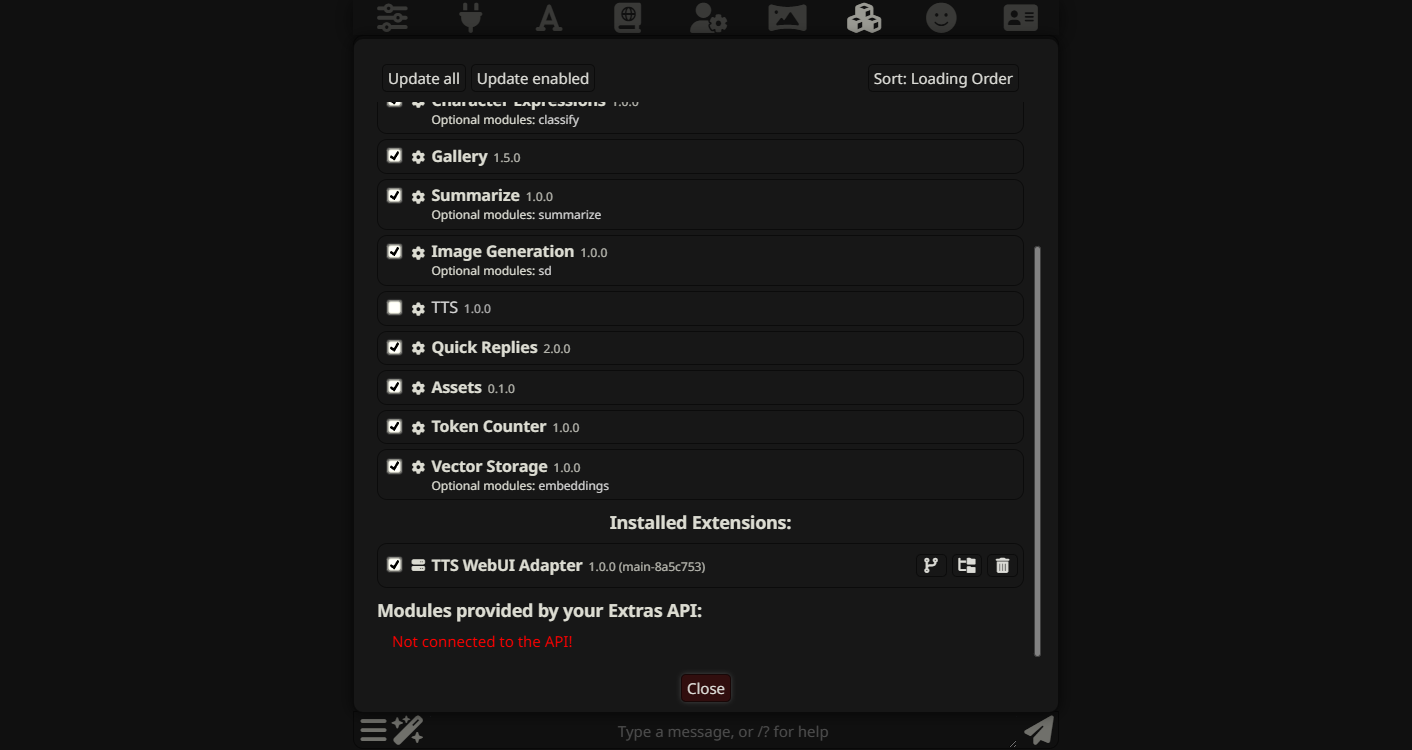 Update all Update enabled Sort: Loading Order
Character Expressions 1.0.0
Optional modules: classify
Gallery 1.5.0
Summarize 1.0.0
Optional modules: summarize
Image Generation 1.0.0
Optional modules: sd
TTS 1.0.0
Quick Replies 2.0.0
Assets 0.1.0
Token Counter 1.0.0
Vector Storage 1.0.0
Optional modules: embeddings
Installed Extensions:
TTS WebUI Adapter 1.0.0 (main-8a5c753)
Modules provided by your Extras API:
Not connected to the API!
Close
Type a message, or /? for help